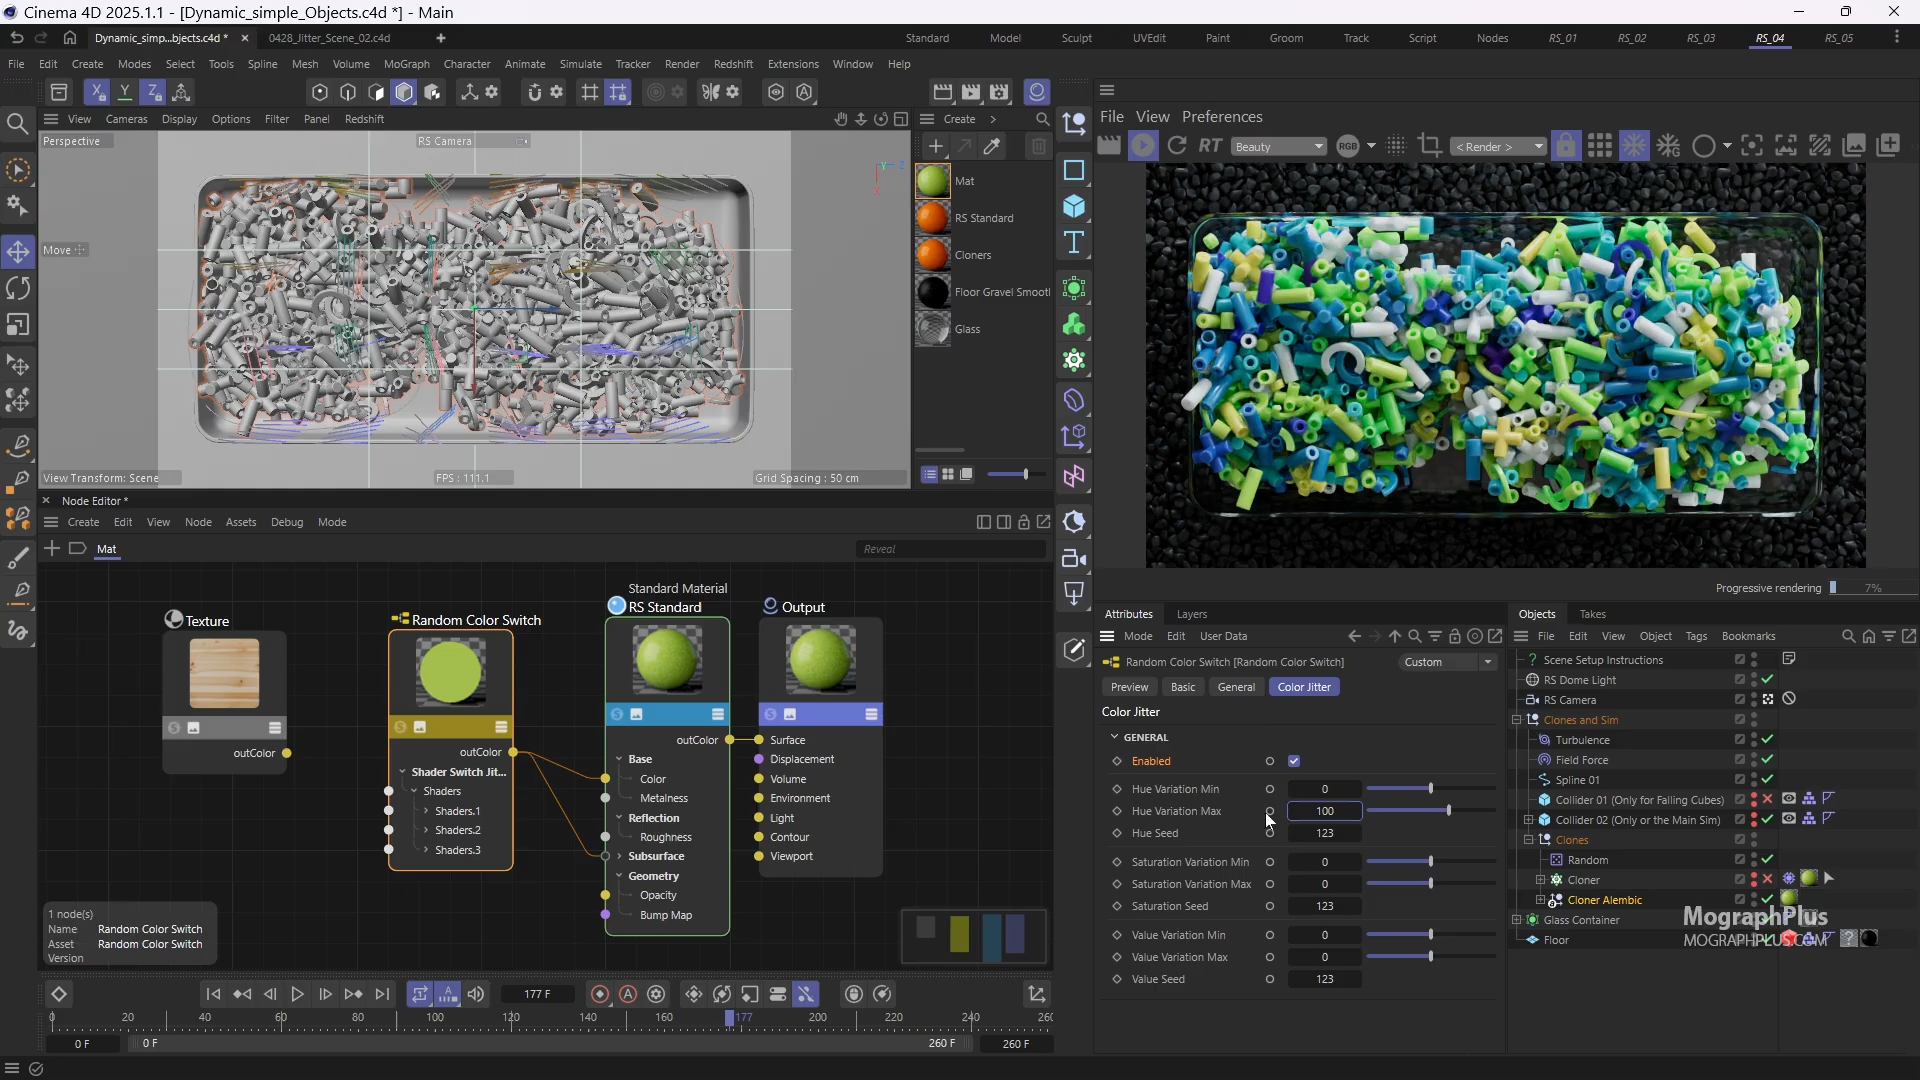 Cinema 4D 2025.1.1 - [Dynamic_simple_Objects.c4d *] - Main
Dynamic_simp...bjects.c4d *
0428_Jitter_Scene_02.c4d
Standard Model Sculpt UVEdit Paint Groom Track Script Nodes RS_01 RS_02 RS_03 RS_04 RS_05
File Edit Create Modes Select Tools Spline Mesh Volume MoGraph Character Animate Simulate Tracker Render Redshift Extensions Window Help
X Y Z
View Cameras Display Options Filter Panel Redshift
Perspective
RS Camera
Move
View Transform: Scene
FPS : 111.1
Grid Spacing : 50 cm
Create
Mat
RS Standard
Cloners
Floor Gravel Smootl
Glass
File View Preferences
RT Beauty RGB < Render >
Progressive rendering 7%
Node Editor *
Create Edit View Node Assets Debug Mode
Mat
Reveal
Texture
outColor
Random Color Switch
outColor
Shader Switch Jit...
Shaders
Shaders.1
Shaders.2
Shaders.3
Standard Material
RS Standard
outColor
Base
Color
Metalness
Reflection
Roughness
Subsurface
Geometry
Opacity
Bump Map
Output
Surface
Displacement
Volume
Environment
Light
Contour
Viewport
1 node(s)
Name Random Color Switch
Asset Random Color Switch
Version
177 F
0 20 40 60 80 100 120 140 160 177 200 220 240 26
0 F 0 F 260 F 260 F
Attributes Layers
Mode Edit User Data
Random Color Switch [Random Color Switch]
Custom
Preview Basic General Color Jitter
Color Jitter
GENERAL
Enabled
Hue Variation Min 0
Hue Variation Max 100
Hue Seed 123
Saturation Variation Min 0
Saturation Variation Max 0
Saturation Seed 123
Value Variation Min 0
Value Variation Max 0
Value Seed 123
Objects Takes
File Edit View Object Tags Bookmarks
Scene Setup Instructions
RS Dome Light
RS Camera
Clones and Sim
Turbulence
Field Force
Spline 01
Collider 01 (Only for Falling Cubes)
Collider 02 (Only or the Main Sim)
Clones
Random
Cloner
Cloner Alembic
Glass Container
Floor
MographPlus
MOGRAPHPLUS.COM